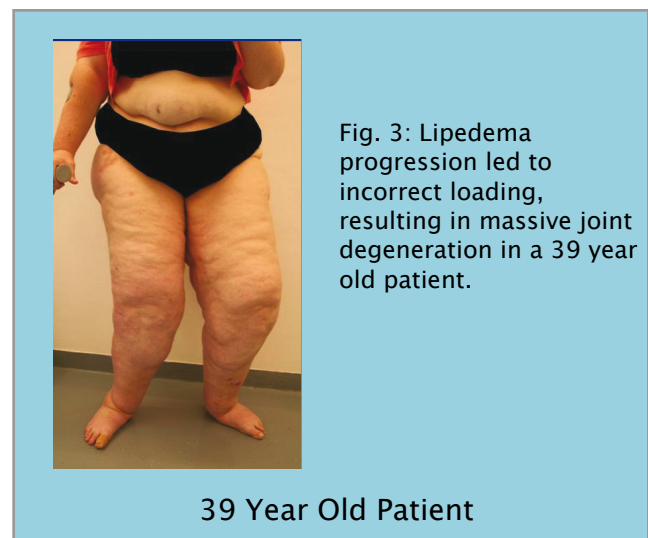 Fig. 3: Lipedema
progression led to
incorrect loading,
resulting in massive joint
degeneration in a 39 year
old patient.
39 Year Old Patient